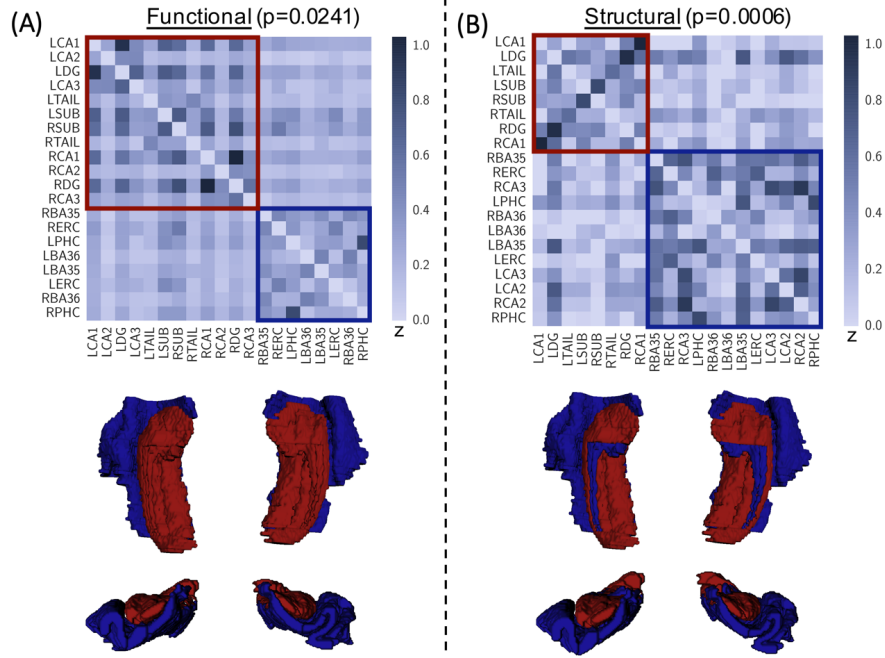 (A)
Functional (p=0.0241)
LCA1
LCA2
LDG
LCA3
LTAIL
LSUB
RSUB
RTAIL
RCA1
RCA2
RDG
RCA3
RBA35
RERC
LPHC
LBA36
LBA35
LERC
RBA36
RPHC
LCA1
LCA2
LDG
LCA3
LTAIL
LSUB
RSUB
RTAIL
RCA1
RCA2
RDG
RCA3
RBA35
RERC
LPHC
LBA36
LBA35
LERC
RBA36
RPHC
1.0
0.8
0.6
0.4
0.2
0.0
z
(B)
Structural (p=0.0006)
LCA1
LDG
LTAIL
LSUB
RSUB
RTAIL
RDG
RCA1
RBA35
RERC
RCA3
LPHC
RBA36
LBA36
LBA35
LERC
LCA3
LCA2
RCA2
RPHC
LCA1
LDG
LTAIL
LSUB
RSUB
RTAIL
RDG
RCA1
RBA35
RERC
RCA3
LPHC
RBA36
LBA36
LBA35
LERC
LCA3
LCA2
RCA2
RPHC
1.0
0.8
0.6
0.4
0.2
0.0
z